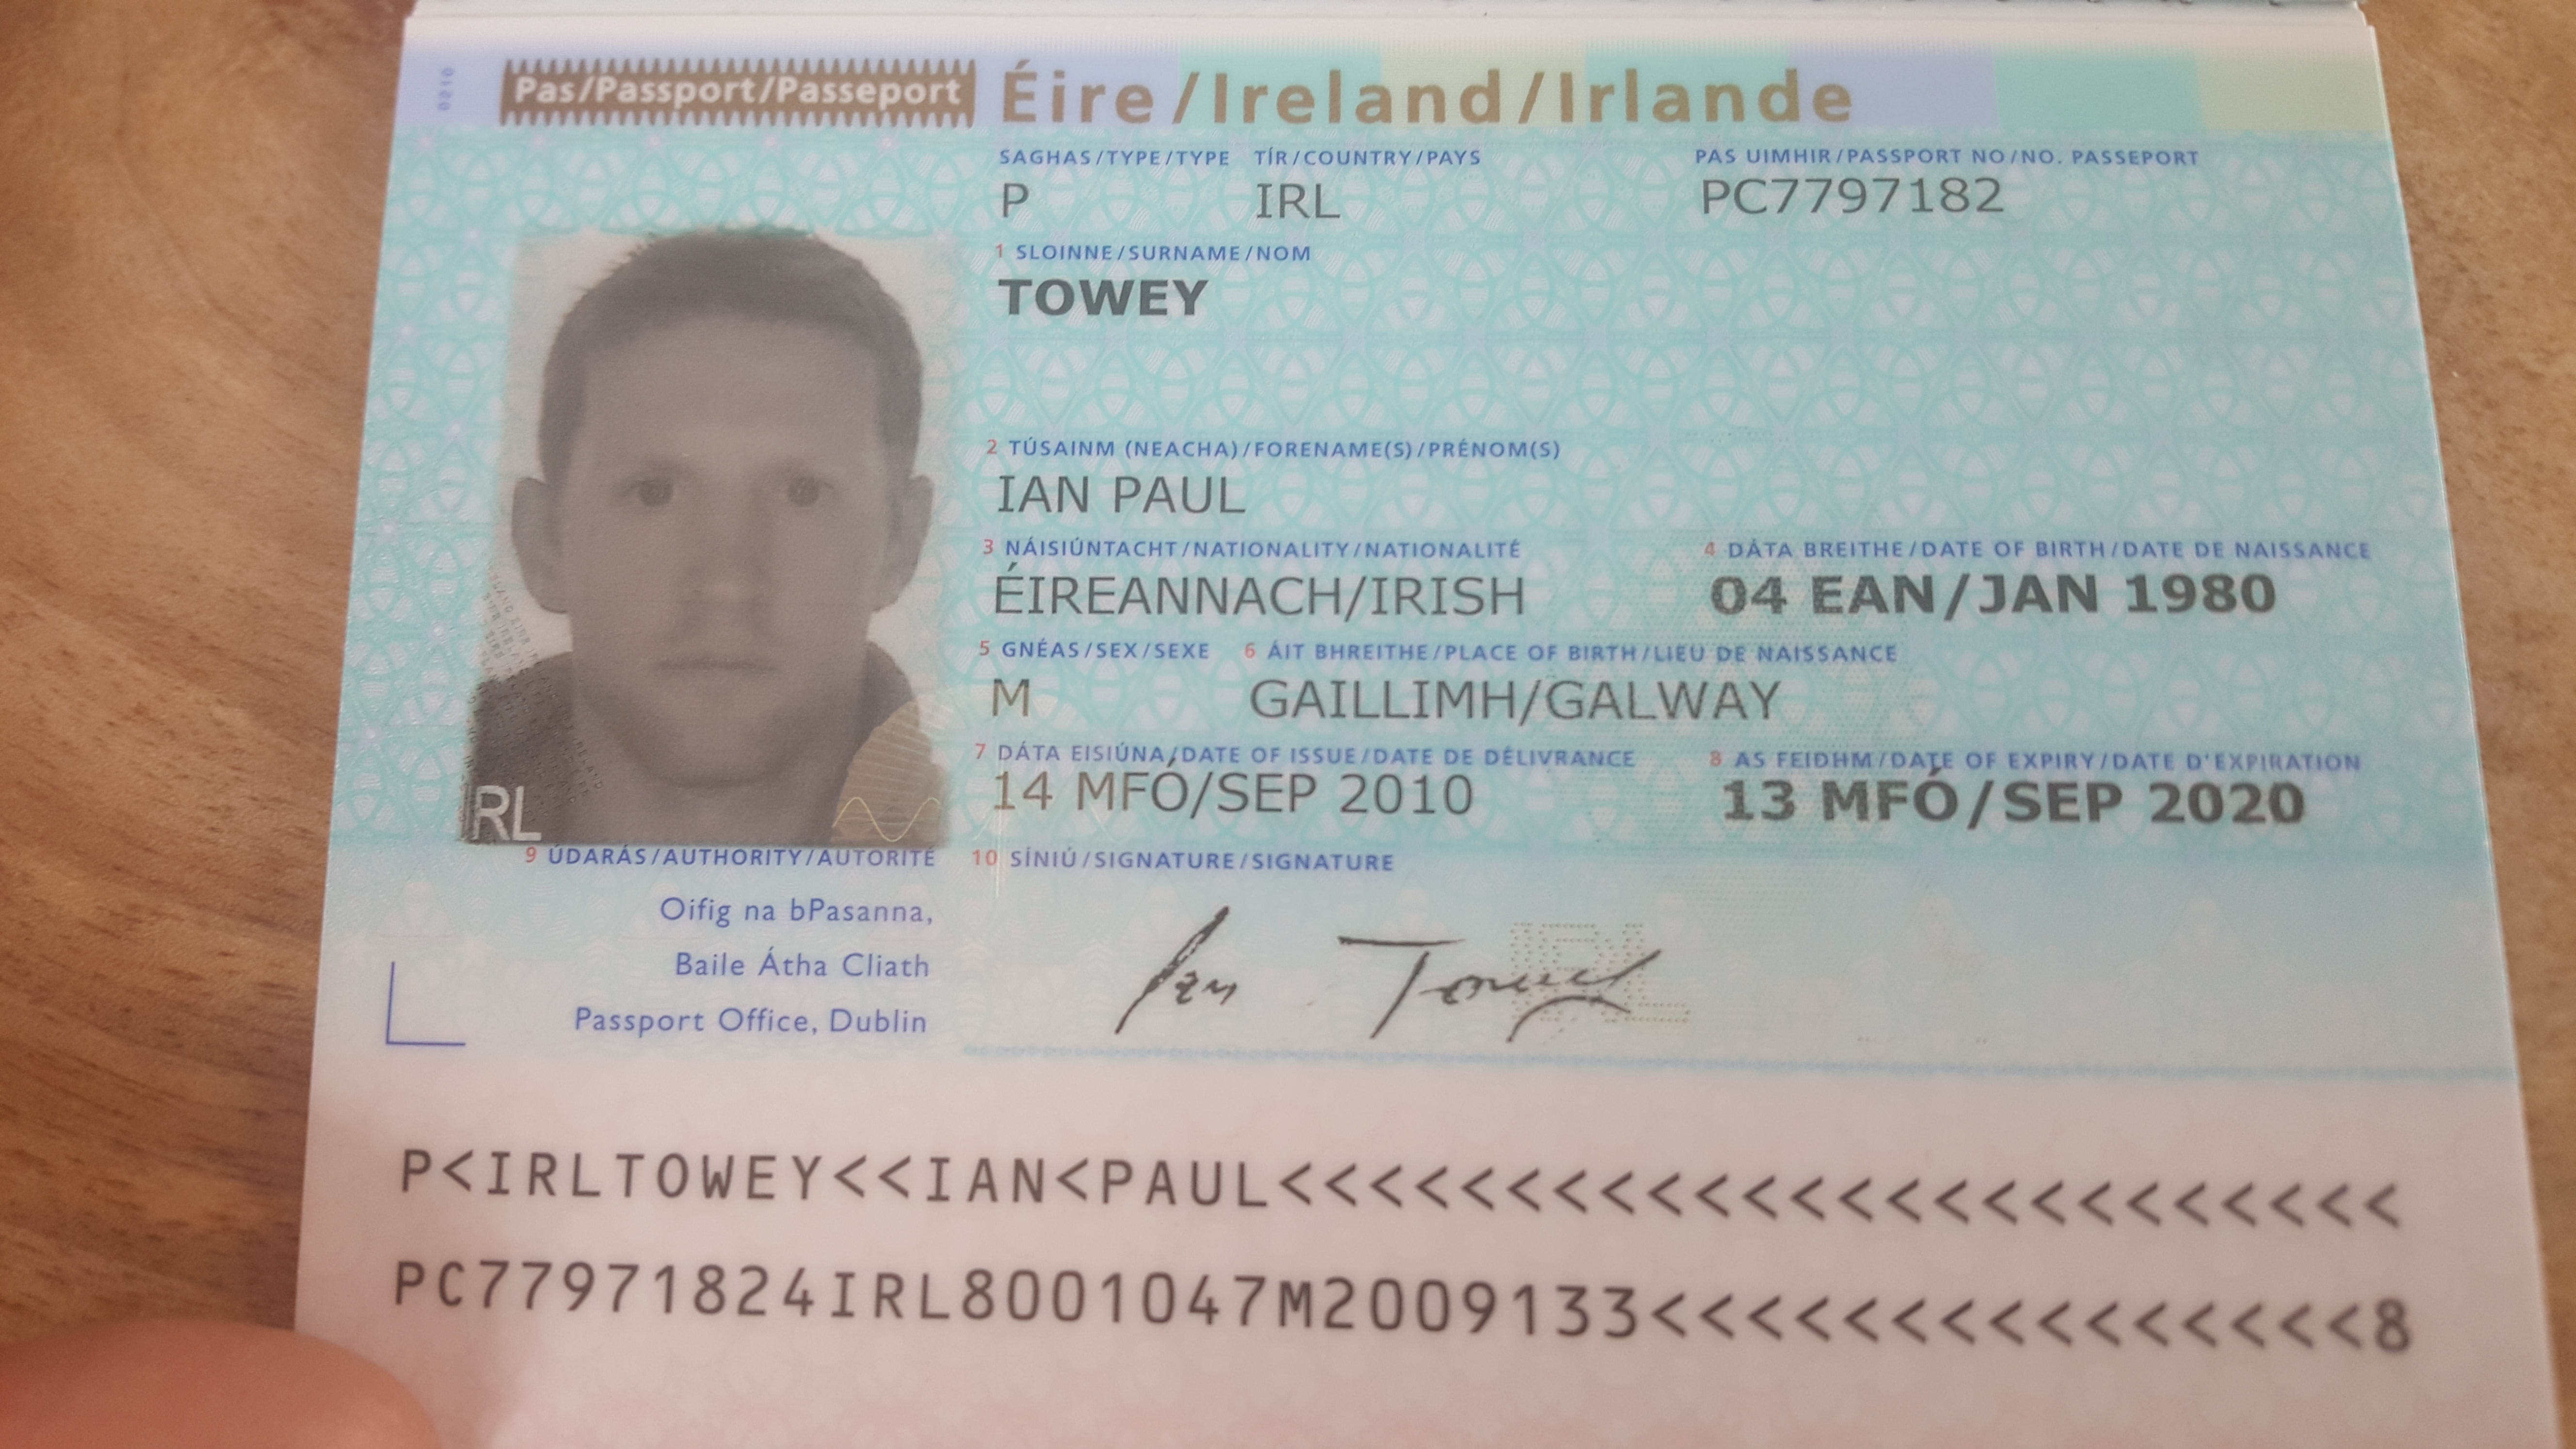 0210
Pas/Passport/Passeport Éire/Ireland/Irlande
SAGHAS/TYPE/TYPE TÍR/COUNTRY/PAYS PAS UIMHIR/PASSPORT NO/NO. PASSEPORT
P IRL PC7797182
1 SLOINNE/SURNAME/NOM
TOWEY
2 TÚSAINM (NEACHA)/FORENAME(S)/PRÉNOM(S)
IAN PAUL
3 NÁISIÚNTACHT/NATIONALITY/NATIONALITÉ 4 DÁTA BREITHE/DATE OF BIRTH/DATE DE NAISSANCE
ÉIREANNACH/IRISH 04 EAN/JAN 1980
5 GNÉAS/SEX/SEXE 6 ÁIT BHREITHE/PLACE OF BIRTH/LIEU DE NAISSANCE
M GAILLIMH/GALWAY
7 DÁTA EISIÚNA/DATE OF ISSUE/DATE DE DÉLIVRANCE 8 AS FEIDHM/DATE OF EXPIRY/DATE D'EXPIRATION
14 MFÓ/SEP 2010 13 MFÓ/SEP 2020
RL
9 ÚDARÁS/AUTHORITY/AUTORITÉ 10 SÍNIÚ/SIGNATURE/SIGNATURE
Oifig na bPasanna,
Baile Átha Cliath
Passport Office, Dublin
Ian Towey
P<IRLTOWEY<<IAN<PAUL<<<<<<<<<<<<<<<<<<<<<<<<
PC77971824IRL8001047M2009133<<<<<<<<<<<<<<<8